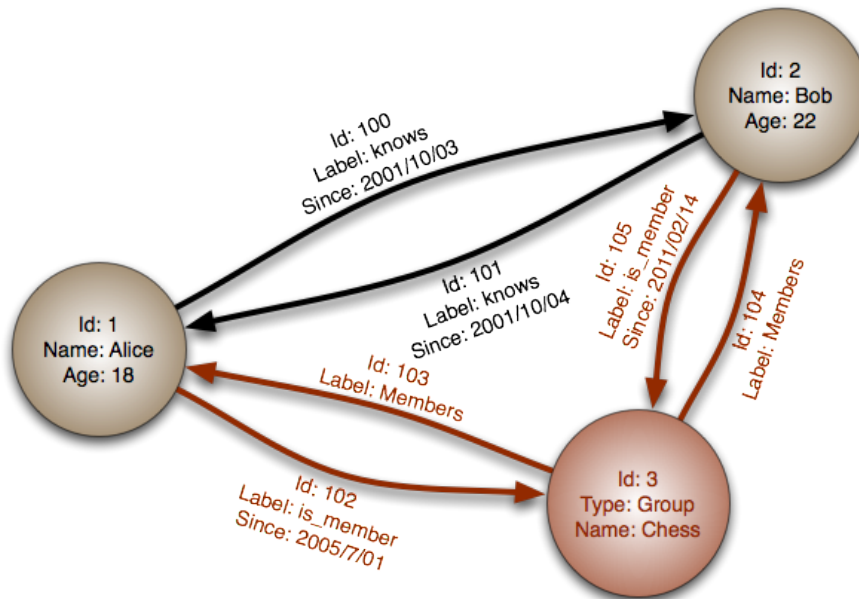 Id: 2
Name: Bob
Age: 22
Id: 100
Label: knows
Since: 2001/10/03
Id: 101
Label: knows
Since: 2001/10/04
Id: 105
Label: is_member
Since: 2011/02/14
Id: 104
Label: Members
Id: 1
Name: Alice
Age: 18
Id: 103
Label: Members
Id: 102
Label: is_member
Since: 2005/7/01
Id: 3
Type: Group
Name: Chess